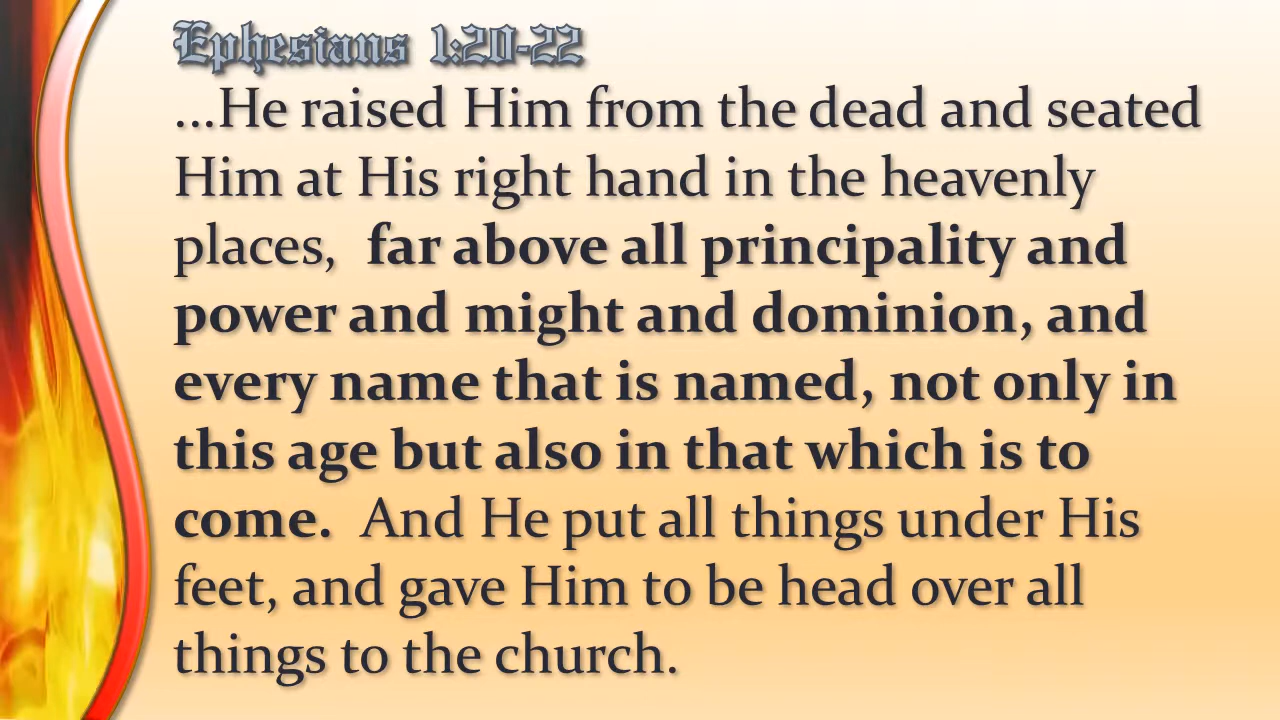 Ephesians 1:20-22
...He raised Him from the dead and seated
Him at His right hand in the heavenly
places, far above all principality and
power and might and dominion, and
every name that is named, not only in
this age but also in that which is to
come. And He put all things under His
feet, and gave Him to be head over all
things to the church.